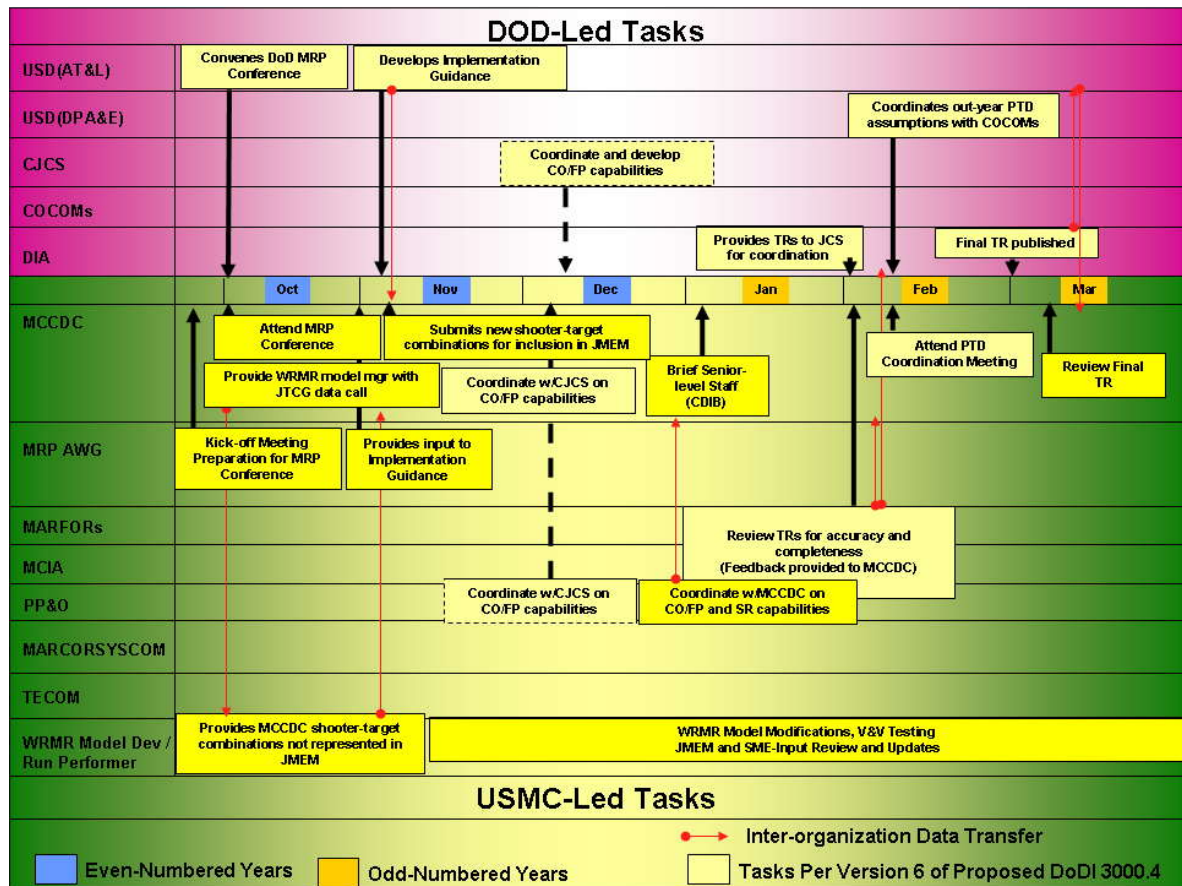 DOD-Led Tasks
USD(AT&L)
Convenes DoD MRP
Conference
Develops Implementation
Guidance
USD(DPA&E)
Coordinates out-year PTD
assumptions with COCOMs
CJCS
Coordinate and develop
CO/FP capabilities
COCOMs
DIA
Provides TRs to JCS
for coordination
Final TR published
Oct
Nov
Dec
Jan
Feb
Mar
MCCDC
Attend MRP
Conference
Submits new shooter-target
combinations for inclusion in JMEM
Provide WRMR model mgr with
JTCG data call
Coordinate w/CJCS on
CO/FP capabilities
Brief Senior-
level Staff
(CDIB)
Attend PTD
Coordination Meeting
Review Final
TR
MRP AWG
Kick-off Meeting
Preparation for MRP
Conference
Provides input to
Implementation
Guidance
MARFORs
Review TRs for accuracy and
completeness
(Feedback provided to MCCDC)
MCIA
PP&O
Coordinate w/CJCS on
CO/FP capabilities
Coordinate w/MCCDC on
CO/FP and SR capabilities
MARCORSYSCOM
TECOM
WRMR Model Dev /
Run Performer
Provides MCCDC shooter-target
combinations not represented in
JMEM
WRMR Model Modifications, V&V Testing
JMEM and SME-Input Review and Updates
USMC-Led Tasks
Inter-organization Data Transfer
Even-Numbered Years
Odd-Numbered Years
Tasks Per Version 6 of Proposed DoDI 3000.4